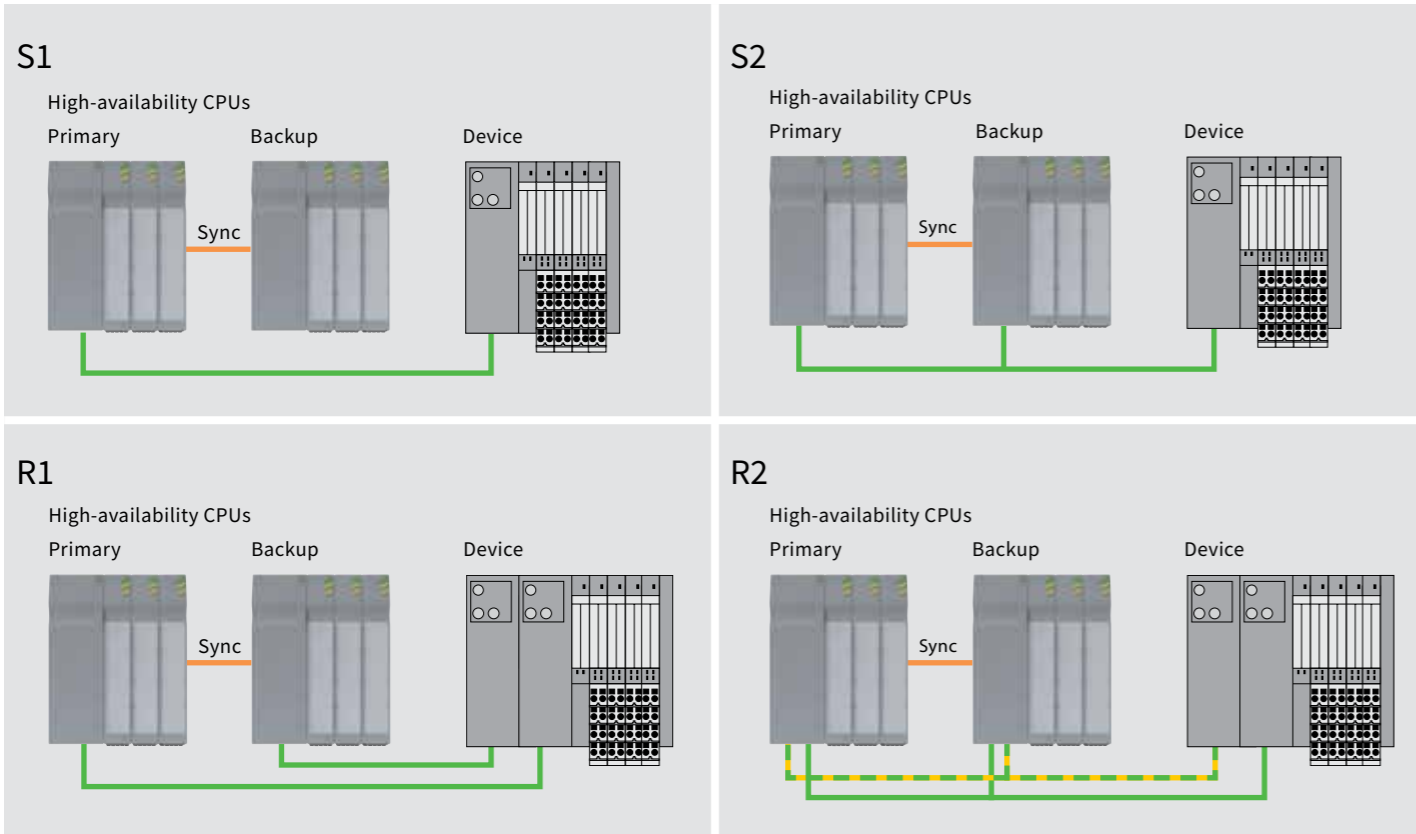 S1
High-availability CPUs
Primary Backup Device
Sync
S2
High-availability CPUs
Primary Backup Device
Sync
R1
High-availability CPUs
Primary Backup Device
Sync
R2
High-availability CPUs
Primary Backup Device
Sync